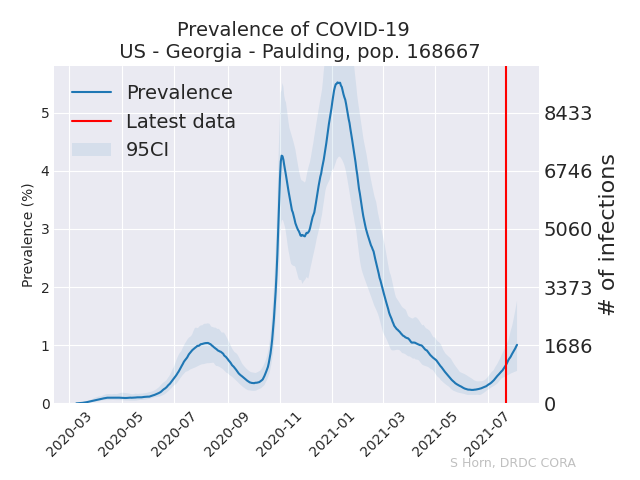 Prevalence of COVID-19
US - Georgia - Paulding, pop. 168667
Prevalence
Latest data
95CI
Prevalence (%)
5
4
3
2
1
0
8433
6746
5060
3373
1686
0
# of infections
2020-03
2020-05
2020-07
2020-09
2020-11
2021-01
2021-03
2021-05
2021-07
S Horn, DRDC CORA